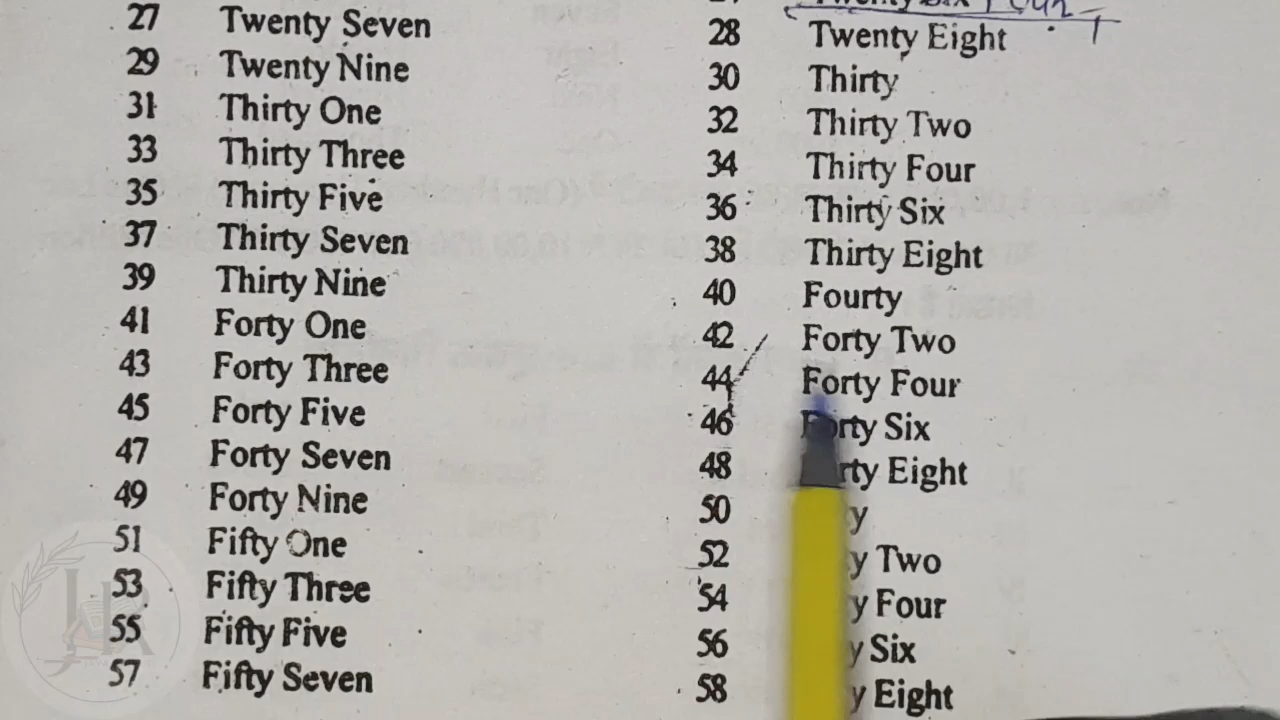 27 Twenty Seven
28 Twenty Eight
29 Twenty Nine
30 Thirty
31 Thirty One
32 Thirty Two
33 Thirty Three
34 Thirty Four
35 Thirty Five
36 Thirty Six
37 Thirty Seven
38 Thirty Eight
39 Thirty Nine
40 Fourty
41 Forty One
42 Forty Two
43 Forty Three
44 Forty Four
45 Forty Five
46 Forty Six
47 Forty Seven
48 rty Eight
49 Forty Nine
50 y
51 Fifty One
52 y Two
53 Fifty Three
54 y Four
55 Fifty Five
56 y Six
57 Fifty Seven
58 y Eight